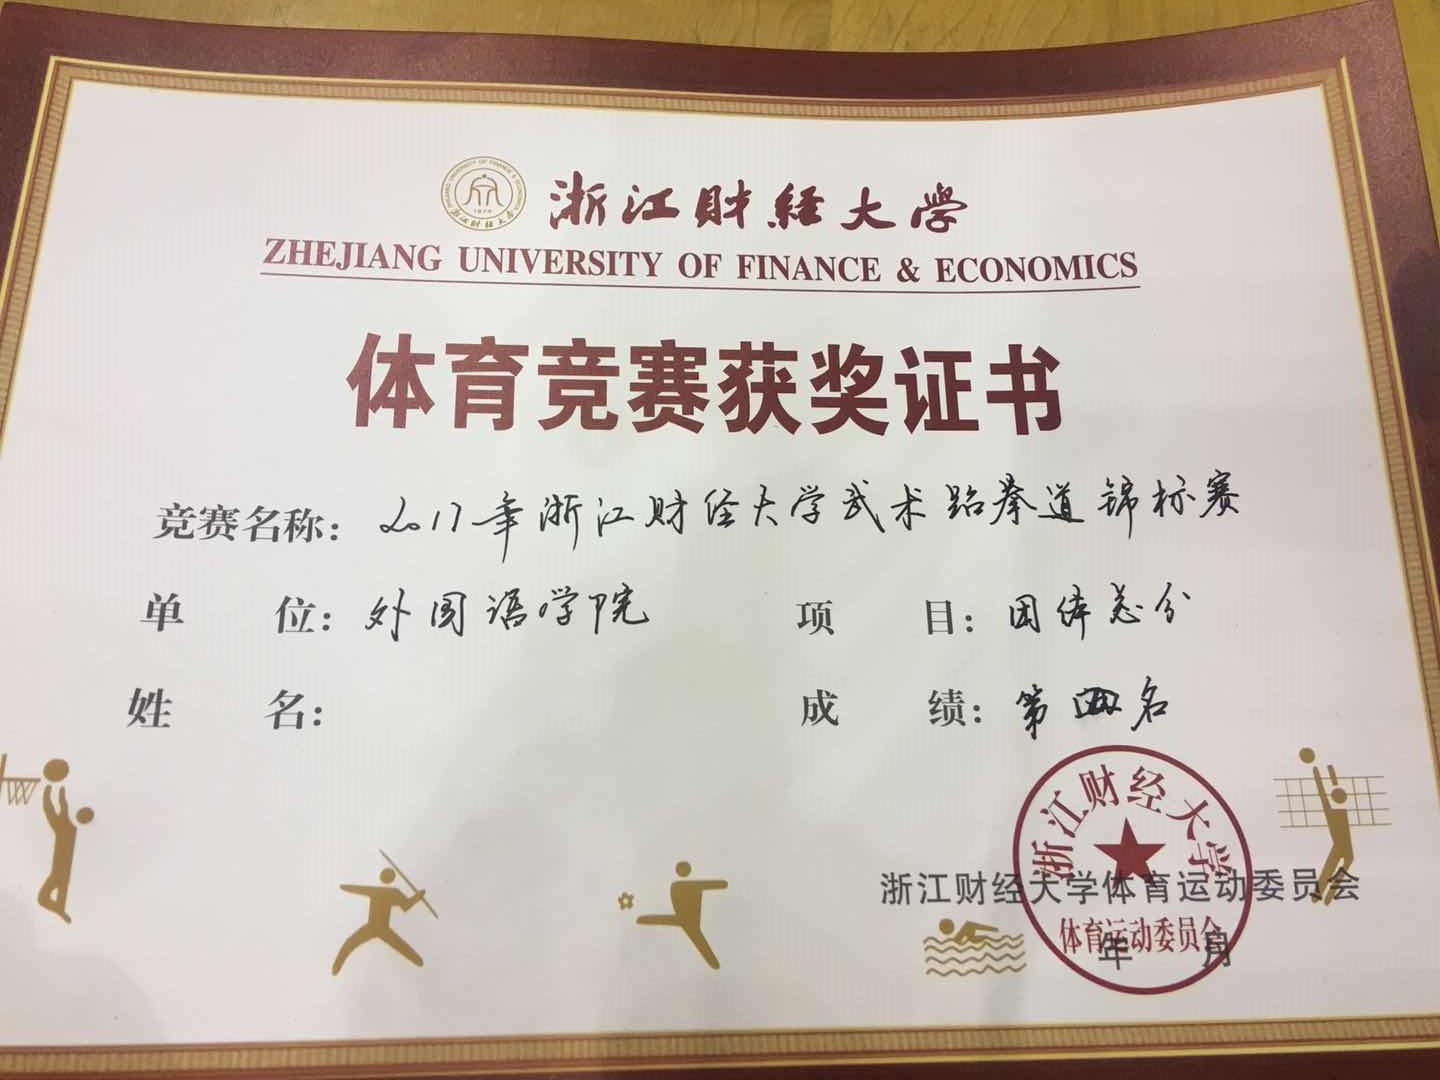 浙江财经大学
ZHEJIANG UNIVERSITY OF FINANCE & ECONOMICS
体育竞赛获奖证书
竞赛名称：2017年浙江财经大学武术跆拳道锦标赛
单 位：外国语学院 项 目：团体总分
姓 名： 成 绩：第四名
浙江财经大学
浙江财经大学体育运动委员会
体育运动委员会
年 月